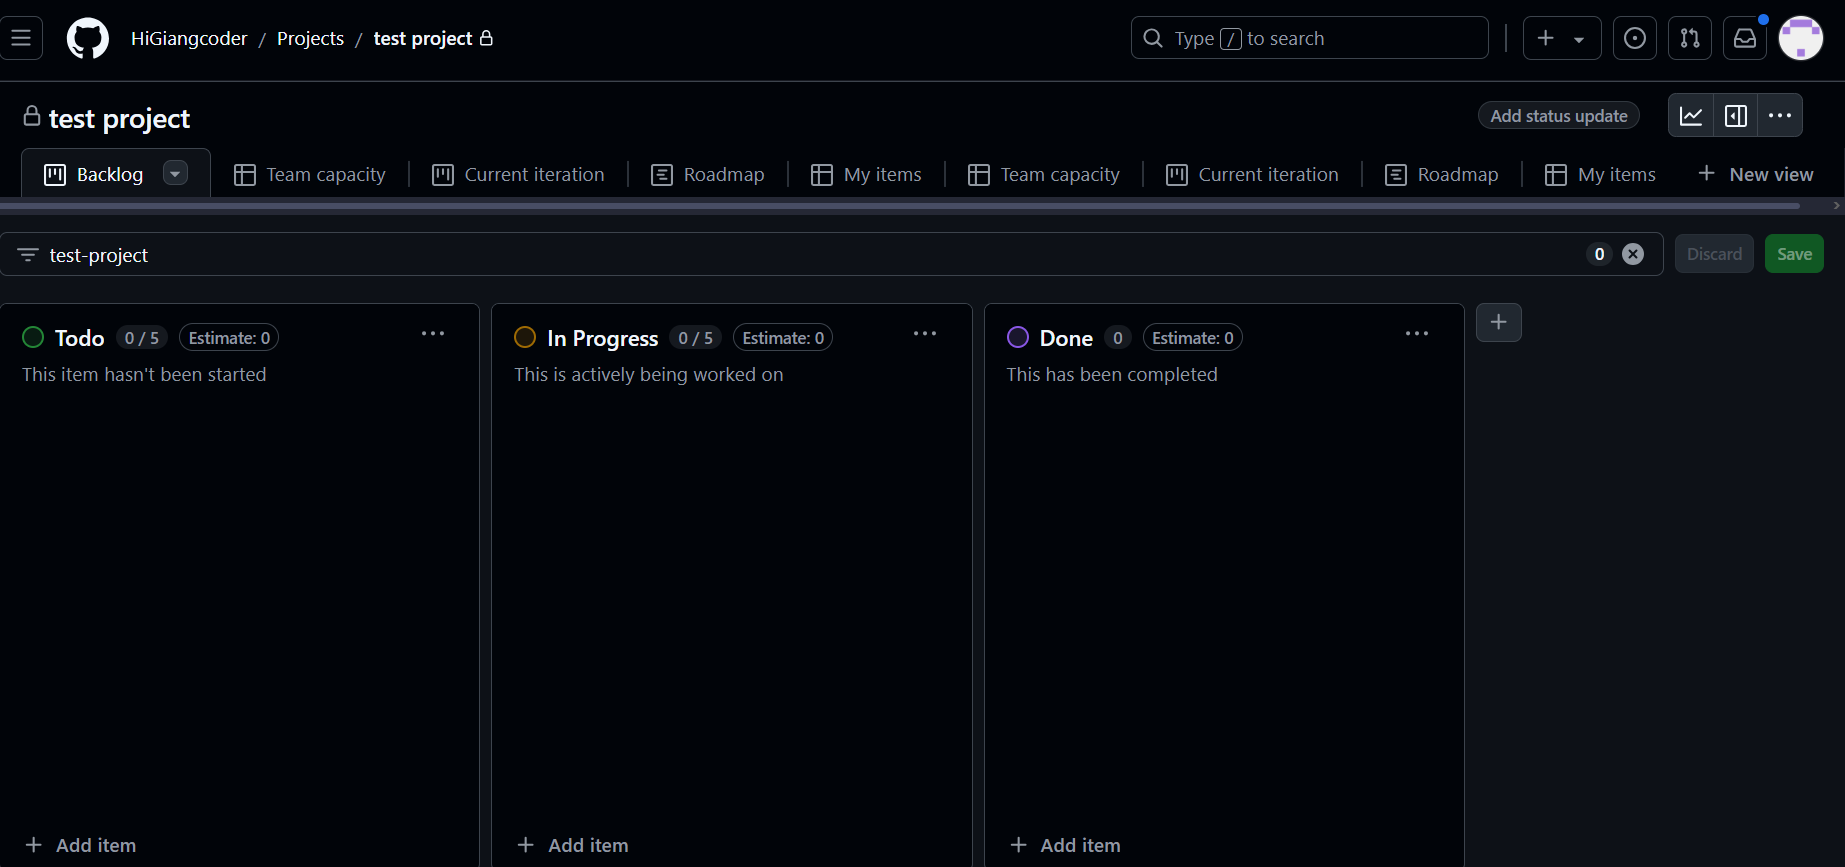 HiGiangcoder / Projects / test project
Type / to search
test project
Add status update
Backlog
Team capacity
Current iteration
Roadmap
My items
Team capacity
Current iteration
Roadmap
My items
New view
test-project
0
Discard
Save
Todo 0 / 5 Estimate: 0
This item hasn't been started
Add item
In Progress 0 / 5 Estimate: 0
This is actively being worked on
Add item
Done 0 Estimate: 0
This has been completed
Add item